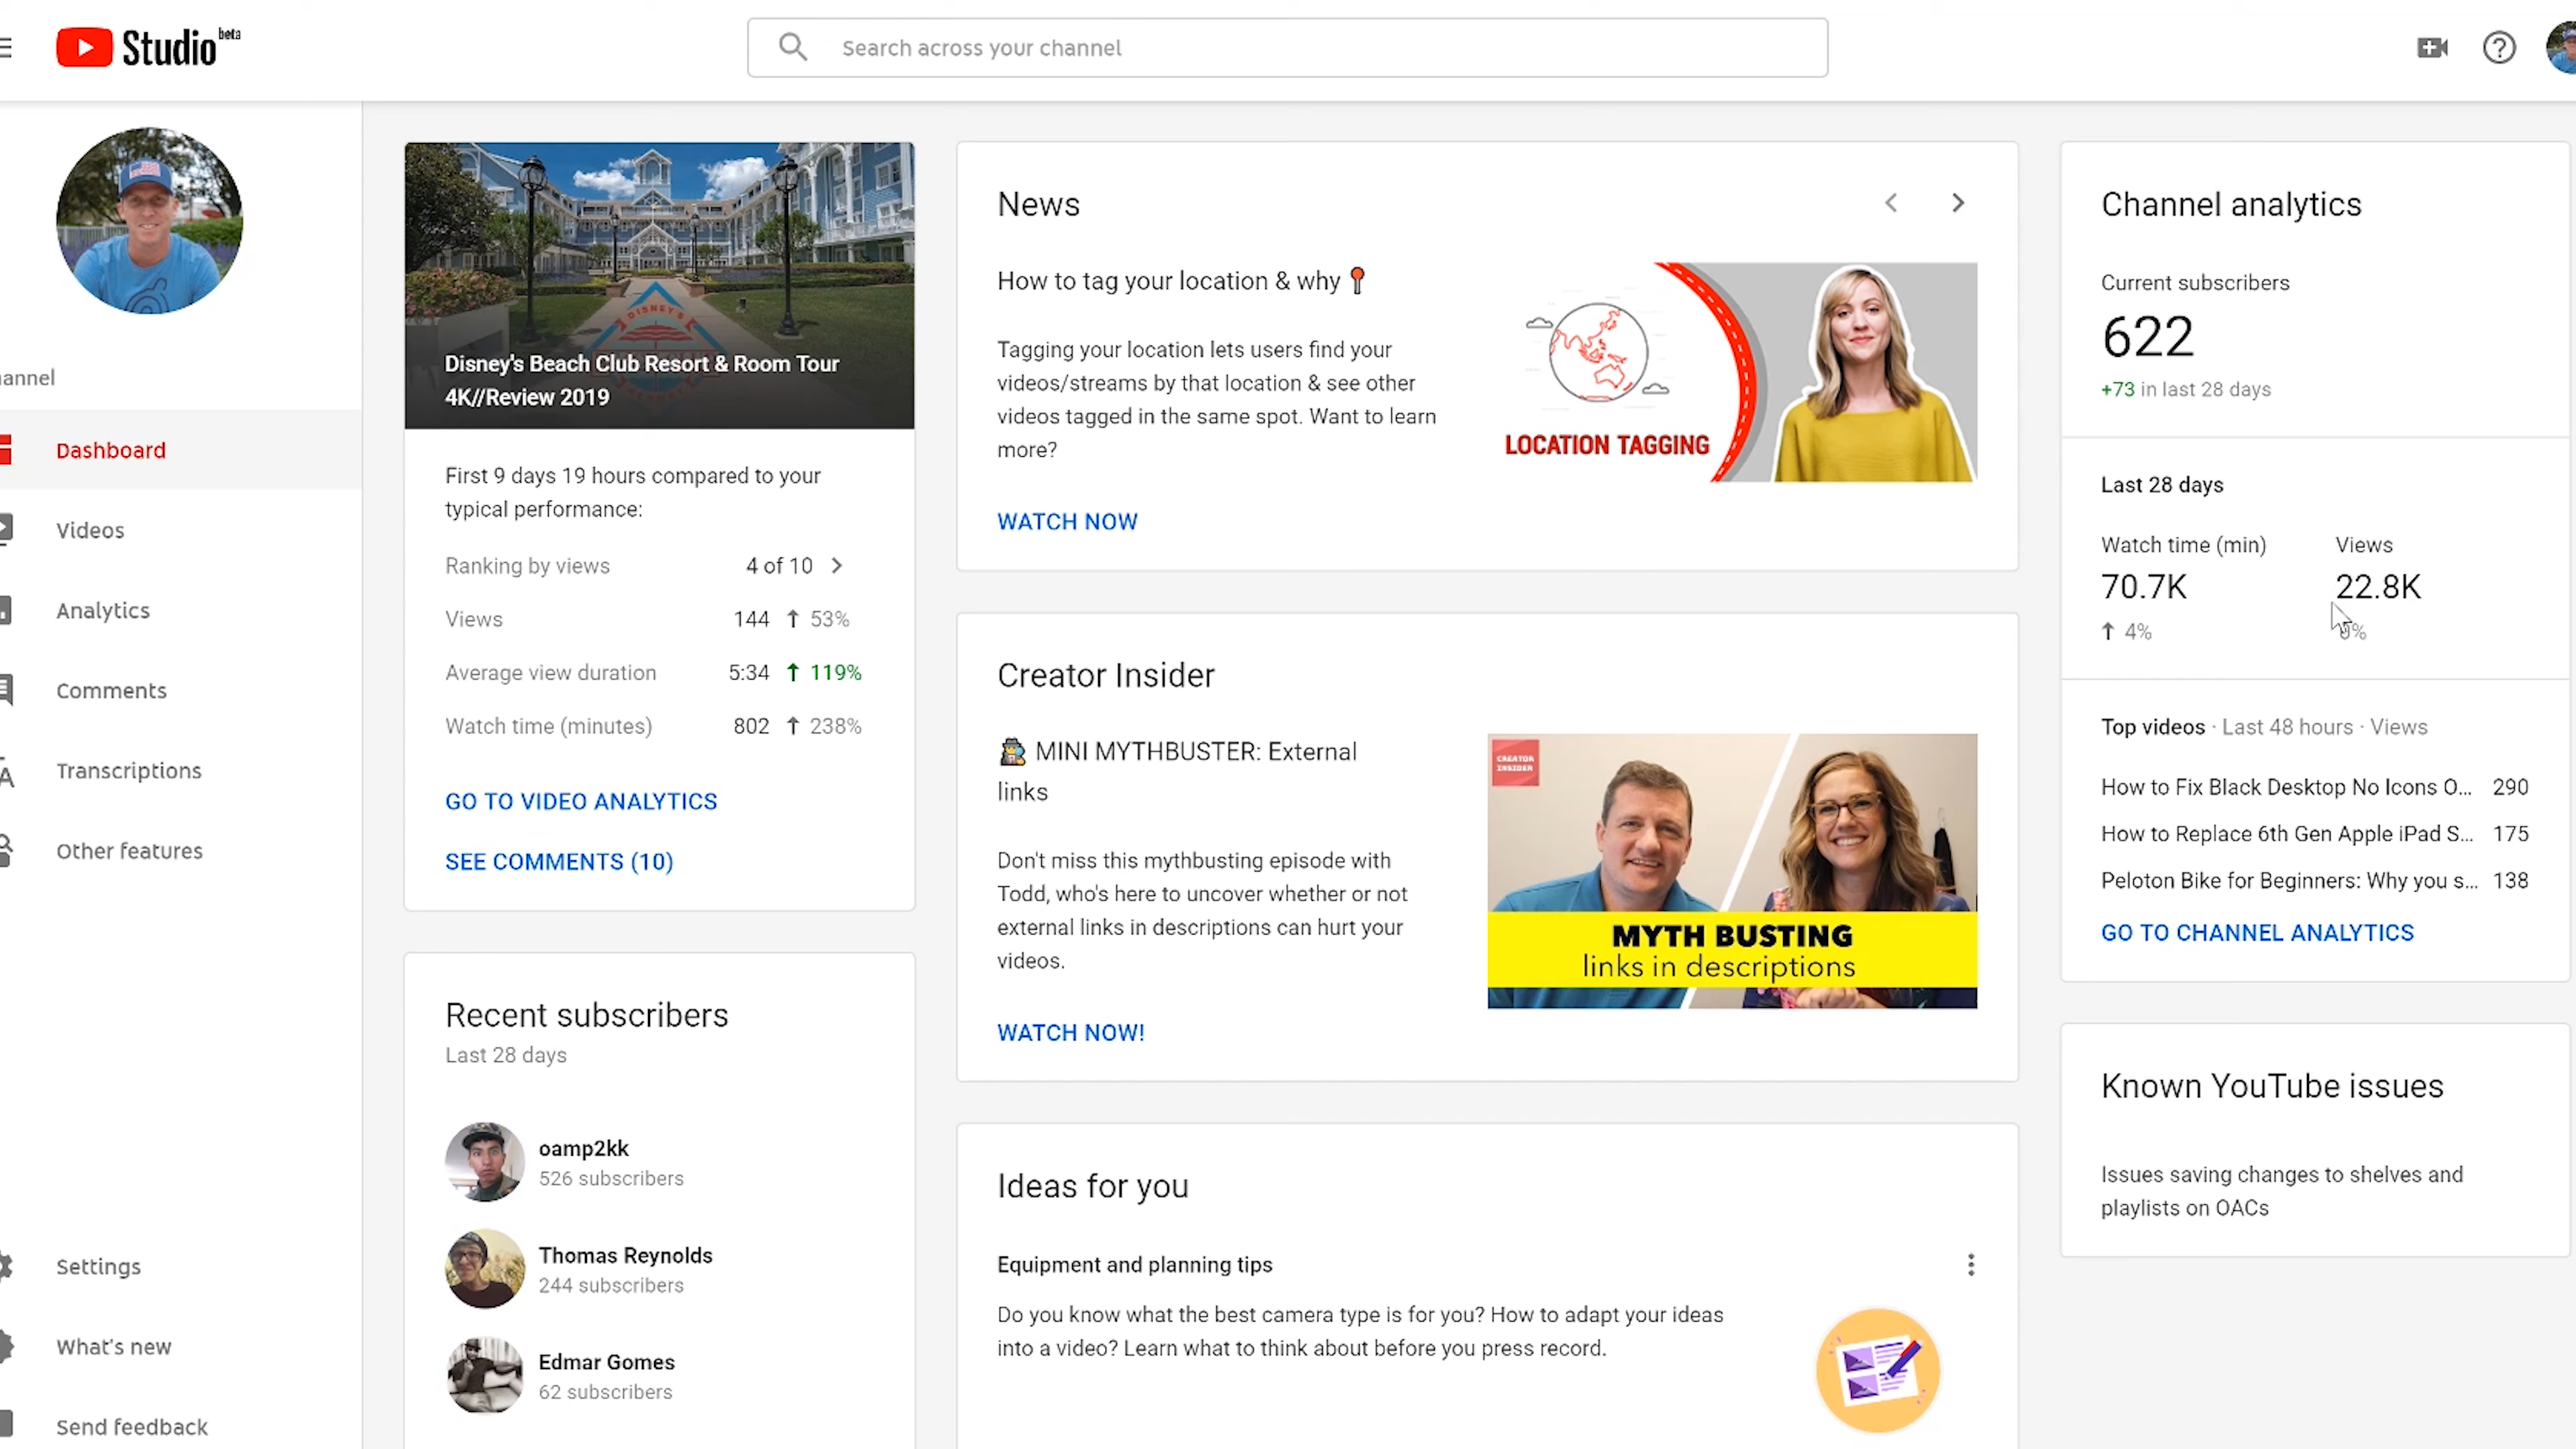 Studio beta
Search across your channel
annel
Dashboard
Videos
Analytics
Comments
Transcriptions
Other features
Settings
What's new
Send feedback
DISNEY'S
Disney's Beach Club Resort & Room Tour
4K//Review 2019
First 9 days 19 hours compared to your
typical performance:
Ranking by views 4 of 10
Views 144 ↑ 53%
Average view duration 5:34 ↑ 119%
Watch time (minutes) 802 ↑ 238%
GO TO VIDEO ANALYTICS
SEE COMMENTS (10)
Recent subscribers
Last 28 days
oamp2kk
526 subscribers
Thomas Reynolds
244 subscribers
Edmar Gomes
62 subscribers
News
How to tag your location & why
Tagging your location lets users find your
videos/streams by that location & see other
videos tagged in the same spot. Want to learn
more?
WATCH NOW
LOCATION TAGGING
Creator Insider
MINI MYTHBUSTER: External
links
Don't miss this mythbusting episode with
Todd, who's here to uncover whether or not
external links in descriptions can hurt your
videos.
WATCH NOW!
CREATOR
INSIDER
MYTH BUSTING
links in descriptions
Ideas for you
Equipment and planning tips
Do you know what the best camera type is for you? How to adapt your ideas
into a video? Learn what to think about before you press record.
Channel analytics
Current subscribers
622
+73 in last 28 days
Last 28 days
Watch time (min) Views
70.7K 22.8K
↑ 4% %
Top videos · Last 48 hours · Views
How to Fix Black Desktop No Icons O... 290
How to Replace 6th Gen Apple iPad S... 175
Peloton Bike for Beginners: Why you s... 138
GO TO CHANNEL ANALYTICS
Known YouTube issues
Issues saving changes to shelves and
playlists on OACs